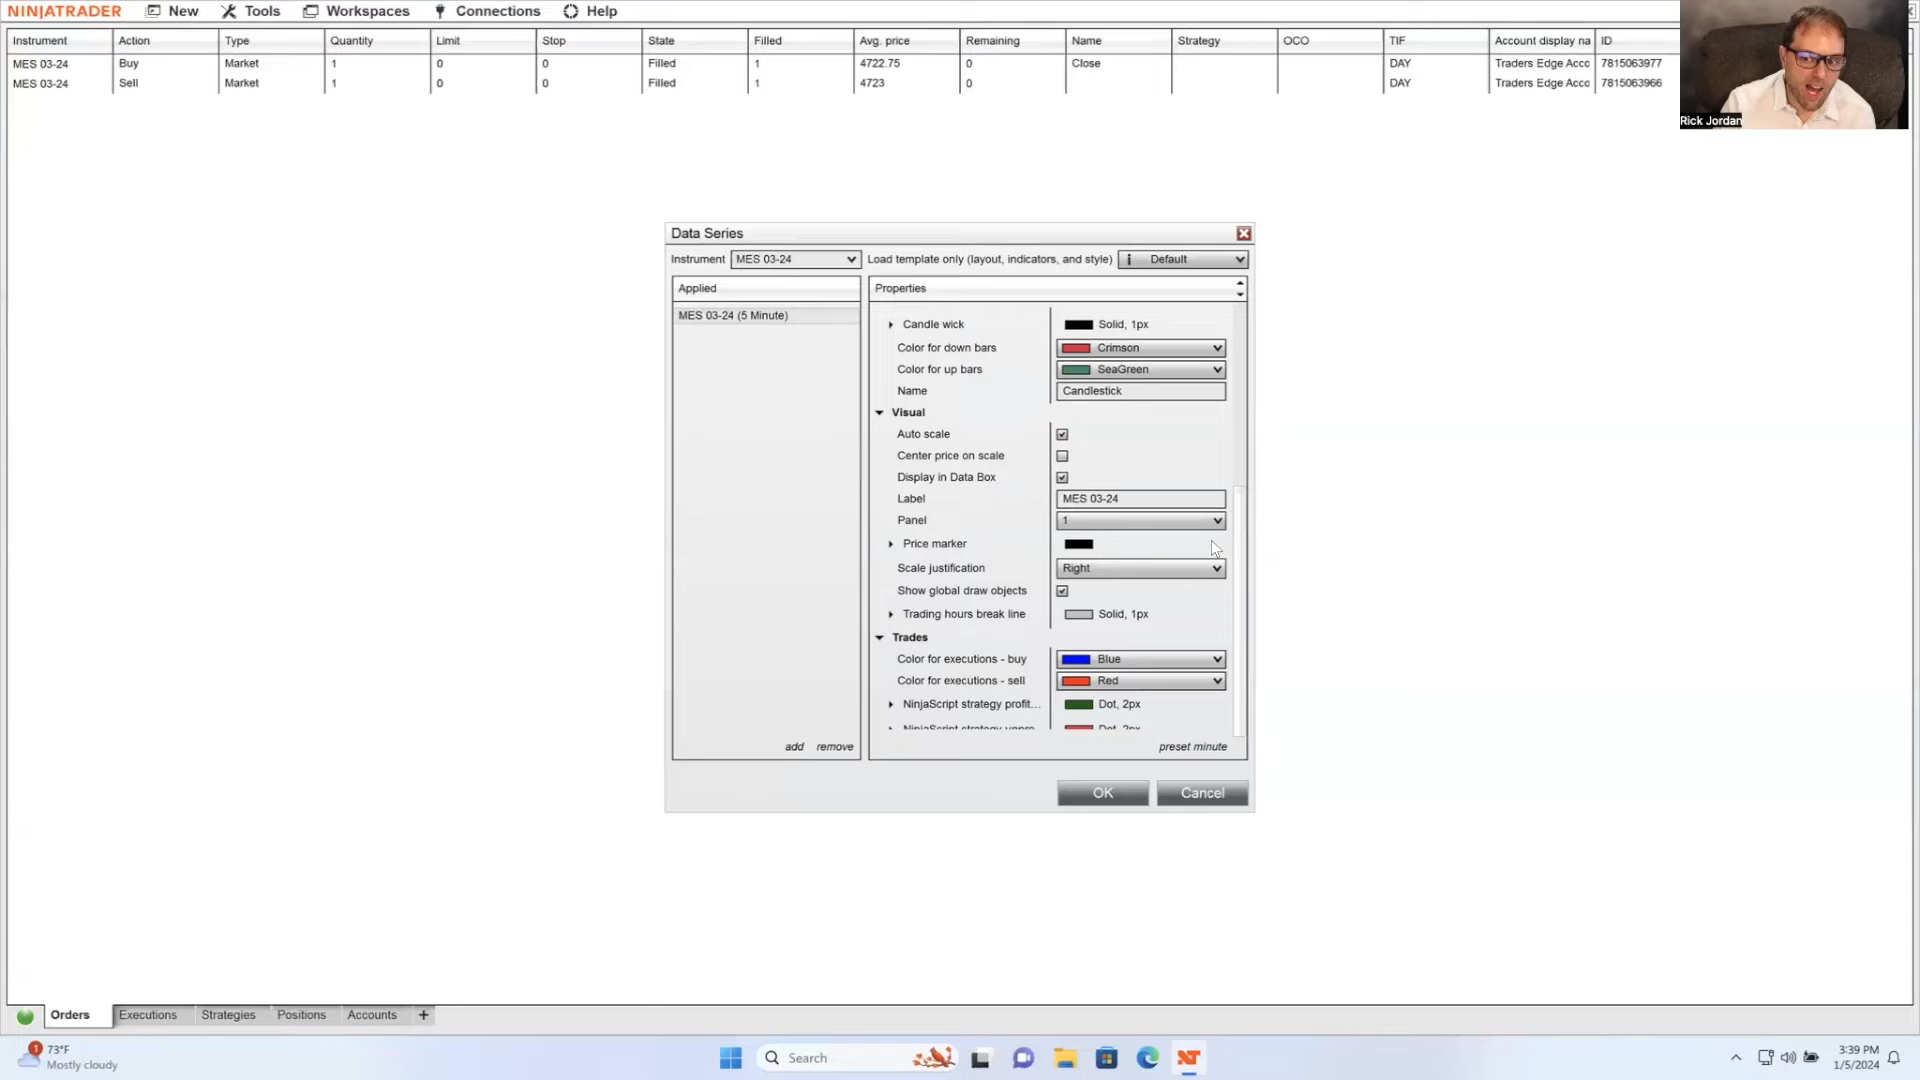 NINJATRADER New Tools Workspaces Connections Help
Instrument Action Type Quantity Limit Stop State Filled Avg. price Remaining Name Strategy OCO TIF Account display na ID
MES 03-24 Buy Market 1 0 0 Filled 1 4722.75 0 Close DAY Traders Edge Acco 7815063977
MES 03-24 Sell Market 1 0 0 Filled 1 4723 0 DAY Traders Edge Acco 7815063966
Rick Jordan
Data Series
Instrument MES 03-24 Load template only (layout, indicators, and style) Default
Applied
MES 03-24 (5 Minute)
add remove
Properties
Candle wick Solid, 1px
Color for down bars Crimson
Color for up bars SeaGreen
Name Candlestick
Visual
Auto scale
Center price on scale
Display in Data Box
Label MES 03-24
Panel 1
Price marker
Scale justification Right
Show global draw objects
Trading hours break line Solid, 1px
Trades
Color for executions - buy Blue
Color for executions - sell Red
NinjaScript strategy profit... Dot, 2px
NinjaScript strategy unpro... Dot, 2px
preset minute
OK Cancel
Orders Executions Strategies Positions Accounts +
1
73°F
Mostly cloudy
Search
3:39 PM
1/5/2024